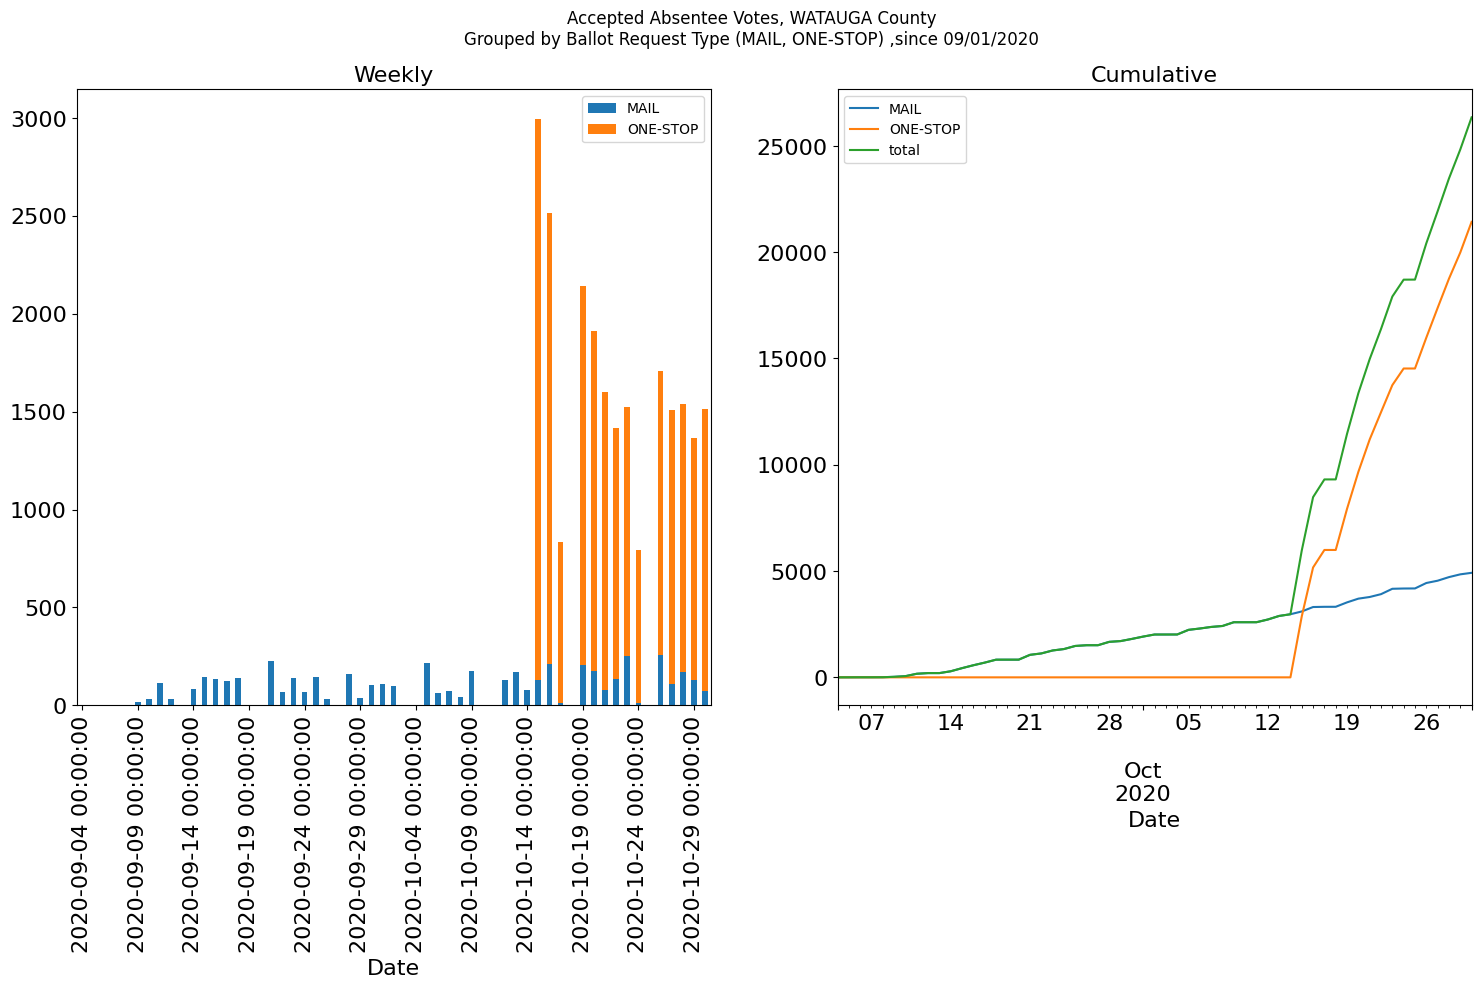 Accepted Absentee Votes, WATAUGA County
Grouped by Ballot Request Type (MAIL, ONE-STOP) ,since 09/01/2020
Weekly
MAIL
ONE-STOP
3000
2500
2000
1500
1000
500
0
2020-09-04 00:00:00
2020-09-09 00:00:00
2020-09-14 00:00:00
2020-09-19 00:00:00
2020-09-24 00:00:00
2020-09-29 00:00:00
2020-10-04 00:00:00
2020-10-09 00:00:00
2020-10-14 00:00:00
2020-10-19 00:00:00
2020-10-24 00:00:00
2020-10-29 00:00:00
Date
Cumulative
MAIL
ONE-STOP
total
25000
20000
15000
10000
5000
0
07 14 21 28 05 12 19 26
Oct
2020
Date